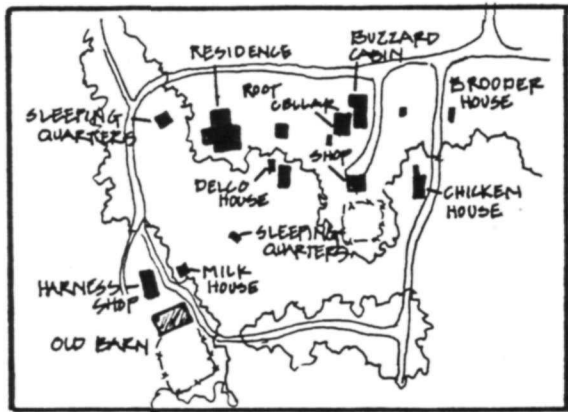 BUZZARD
CABIN
RESIDENCE
ROOT
CELLAR
BROODER
HOUSE
SLEEPING
QUARTERS
SHOP
DELCO
HOUSE
CHICKEN
HOUSE
SLEEPING
QUARTERS
MILK
HOUSE
HARNESS
SHOP
OLD BARN